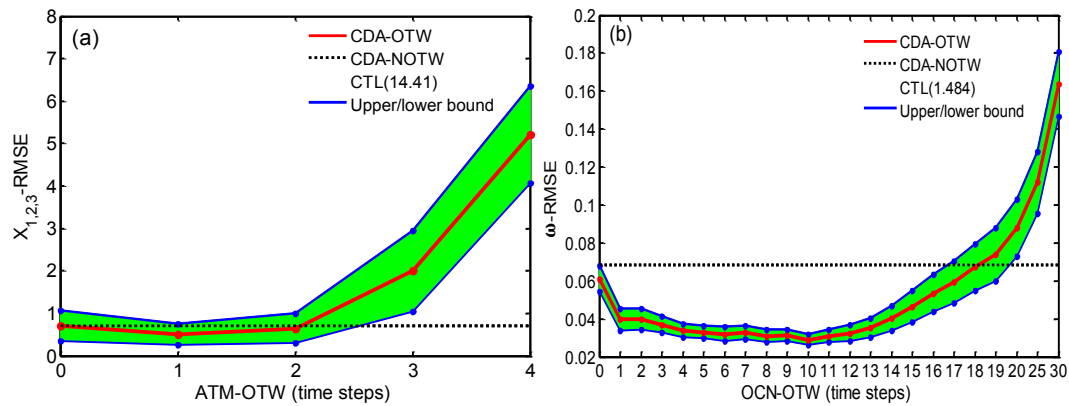 (a)
CDA-OTW
CDA-NOTW
CTL(14.41)
Upper/lower bound
8
7
6
5
4
3
2
1
0
X1,2,3-RMSE
0 1 2 3 4
ATM-OTW (time steps)
(b)
CDA-OTW
CDA-NOTW
CTL(1.484)
Upper/lower bound
0.2
0.18
0.16
0.14
0.12
0.1
0.08
0.06
0.04
0.02
ω-RMSE
0 1 2 3 4 5 6 7 8 9 10 11 12 13 14 15 16 17 18 19 20 25 30
OCN-OTW (time steps)